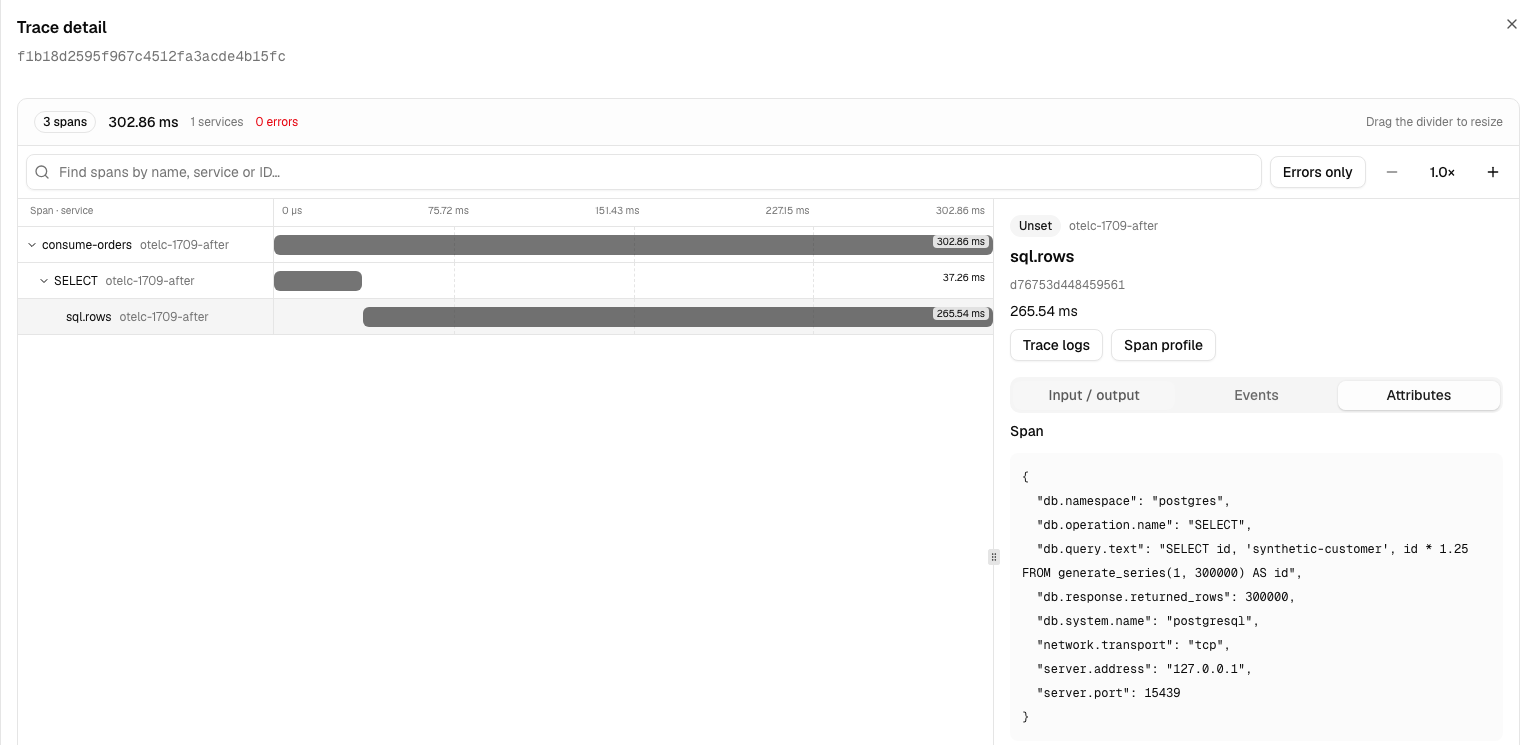 Trace detail
f1b18d2595f967c4512fa3acde4b15fc
3 spans 302.86 ms 1 services 0 errors
Drag the divider to resize
Find spans by name, service or ID...
Errors only
1.0×
Span · service
0 µs 75.72 ms 151.43 ms 227.15 ms 302.86 ms
consume-orders otelc-1709-after 302.86 ms
SELECT otelc-1709-after 37.26 ms
sql.rows otelc-1709-after 265.54 ms
Unset otelc-1709-after
sql.rows
d76753d448459561
265.54 ms
Trace logs Span profile
Input / output Events Attributes
Span
{
"db.namespace": "postgres",
"db.operation.name": "SELECT",
"db.query.text": "SELECT id, 'synthetic-customer', id * 1.25
FROM generate_series(1, 300000) AS id",
"db.response.returned_rows": 300000,
"db.system.name": "postgresql",
"network.transport": "tcp",
"server.address": "127.0.0.1",
"server.port": 15439
}